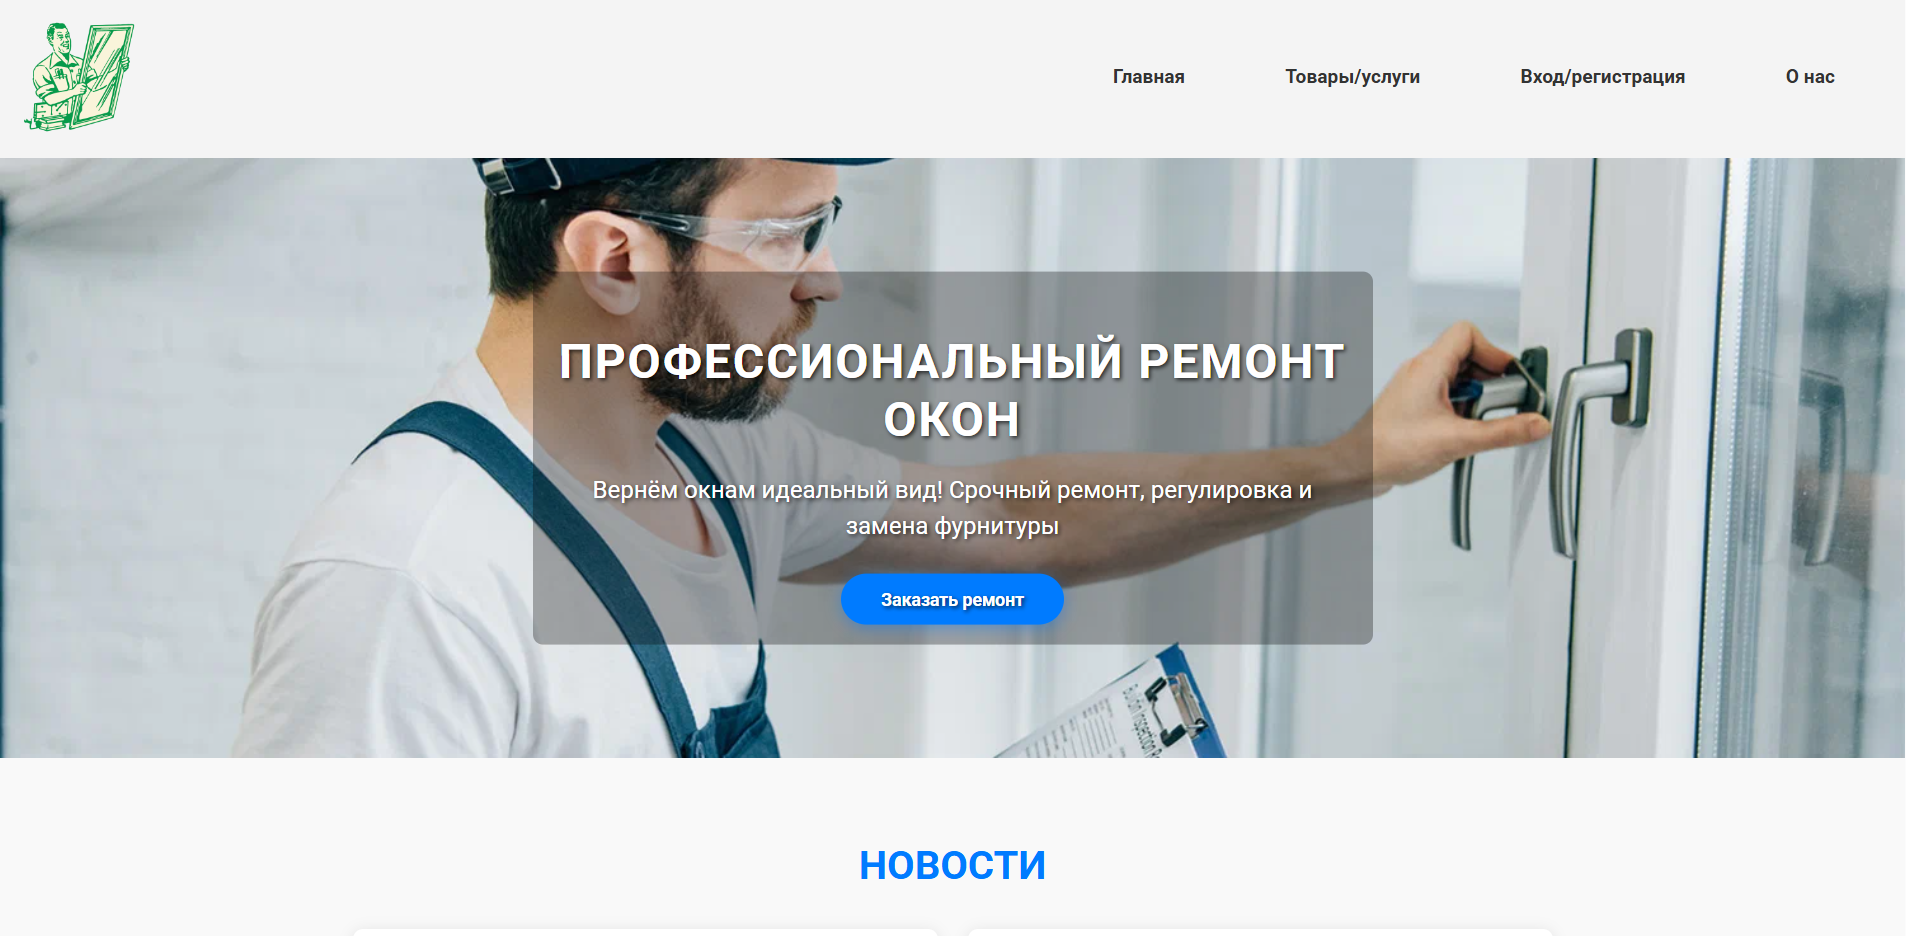 Главная Товары/услуги Вход/регистрация О нас
ПРОФЕССИОНАЛЬНЫЙ РЕМОНТ
ОКОН
Вернём окнам идеальный вид! Срочный ремонт, регулировка и
замена фурнитуры
Заказать ремонт
НОВОСТИ